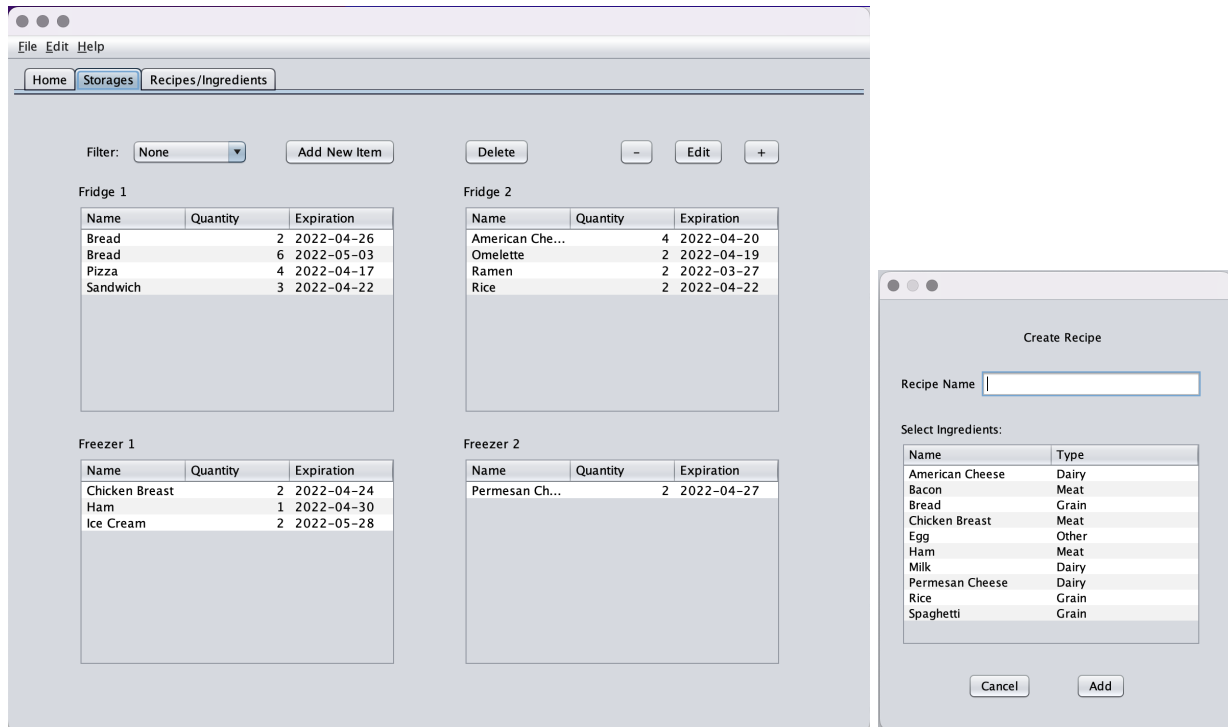 File Edit Help
Home Storages Recipes/Ingredients
Filter: None Add New Item Delete - Edit +
Fridge 1
Name Quantity Expiration
Bread 2 2022-04-26
Bread 6 2022-05-03
Pizza 4 2022-04-17
Sandwich 3 2022-04-22
Fridge 2
Name Quantity Expiration
American Che... 4 2022-04-20
Omelette 2 2022-04-19
Ramen 2 2022-03-27
Rice 2 2022-04-22
Freezer 1
Name Quantity Expiration
Chicken Breast 2 2022-04-24
Ham 1 2022-04-30
Ice Cream 2 2022-05-28
Freezer 2
Name Quantity Expiration
Permesan Ch... 2 2022-04-27
Create Recipe
Recipe Name
Select Ingredients:
Name Type
American Cheese Dairy
Bacon Meat
Bread Grain
Chicken Breast Meat
Egg Other
Ham Meat
Milk Dairy
Permesan Cheese Dairy
Rice Grain
Spaghetti Grain
Cancel Add